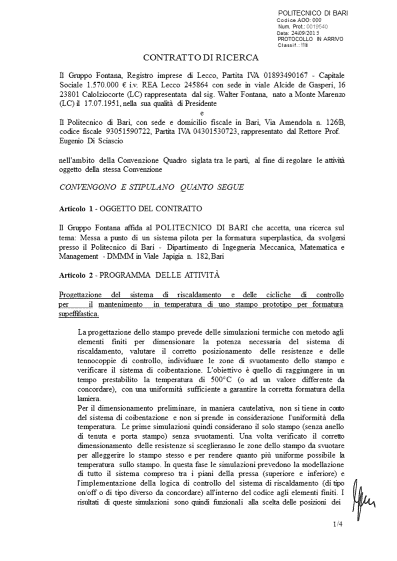 POLITECNICO DI BARI
Codice AOO: 000
Num. Prot.: 0019540
Data: 24/09/2013
PROTOCOLLO IN ARRIVO
Classif.
CONTRATTO DI RICERCA
Il Gruppo Fontana, Registro imprese di Lecco, Partita IVA 01893490167 - Capitale
Sociale 1.570.000 € i.v. REA Lecco 245864 con sede in viale Alcide de Gasperi, 16
23801 Calolziocorte (LC) rappresentata dal sig. Walter Fontana, nato a Monte Marenzo
(LC) il 17.07.1951, nella sua qualità di Presidente
e
Il Politecnico di Bari, con sede e domicilio fiscale in Bari, Via Amendola n. 126B,
codice fiscale 93051590722, Partita IVA 04301530723, rappresentato dal Rettore Prof.
Eugenio Di Sciascio
nell'ambito della Convenzione Quadro siglata tre le parti, al fine di regolare le attività
oggetto della stessa Convenzione
CONVENGONO E STIPULANO QUANTO SEGUE
Articolo 1 - OGGETTO DEL CONTRATTO
Il Gruppo Fontana affida al POLITECNICO DI BARI che accetta, una ricerca sul
tema: Messa a punto di un sistema pilota per la formatura superplastica, da svolgersi
presso il Politecnico di Bari - Dipartimento di Ingegneria Meccanica, Matematica e
Management - DMMM in Viale Japigia n. 182, Bari
Articolo 2 - PROGRAMMA DELLE ATTIVITÀ
Progettazione del sistema di riscaldamento e delle cicliche di controllo
per il mantenimento in temperatura di uno stampo prototipo per formatura
La progettazione dello stampo prevede delle simulazioni termiche con metodo agli
elementi finiti per dimensionare la potenza necessaria del sistema di
riscaldamento, valutare il corretto posizionamento delle resistenze e delle
tennocoppie di controllo, individuare le zone di svuotamento dello stampo e
verificare il sistema di coibentazione. L'obiettivo è quello di raggiungere in un
tempo prestabilito la temperatura di 500°C (o ad un valore differente da
concordare), con una uniformità sufficiente a garantire la corretta formatura della
lamiera.
Per il dimensionamento preliminare, in maniera cautelativa, non si tiene in conto
del sistema di coibentazione e non si prende in considerazione l'uniformità della
temperatura. Le prime simulazioni quindi considerano il solo stampo (senza anello
di tenuta e porta stampo) senza svuotamenti. Una volta verificato il corretto
dimensionamento delle resistenze si sceglieranno le zone dello stampo da svuotare
per alleggerire lo stampo stesso e per rendere quanto più uniforme possibile la
temperatura sullo stampo. In questa fase le simulazioni prevedono la modellazione
di tutto il sistema compreso tra i piani della pressa (superiore e inferiore) e
l'implementazione della logica di controllo del sistema di riscaldamento (di tipo
on/off o di tipo diverso da concordare) all'interno del codice agli elementi finiti. I
risultati di queste simulazioni sono quindi funzionali alla scelta delle posizioni dei
1/4